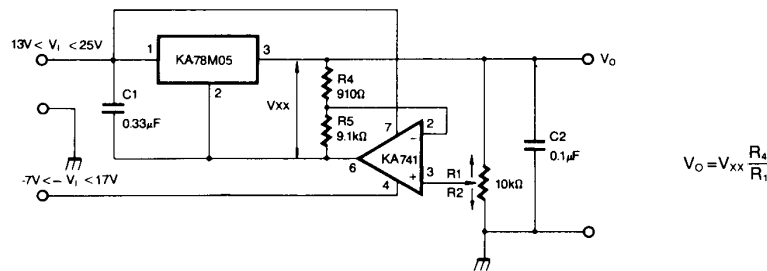 13V< VI <25V
1
KA78M05
3
VO
2
C1
0.33μF
VXX
R4
910Ω
R5
9.1kΩ
7
2
−
KA741
6
+
3
4
R1
R2
10kΩ
C2
0.1μF
-7V<− VI <17V
VO=VXX R4/R1